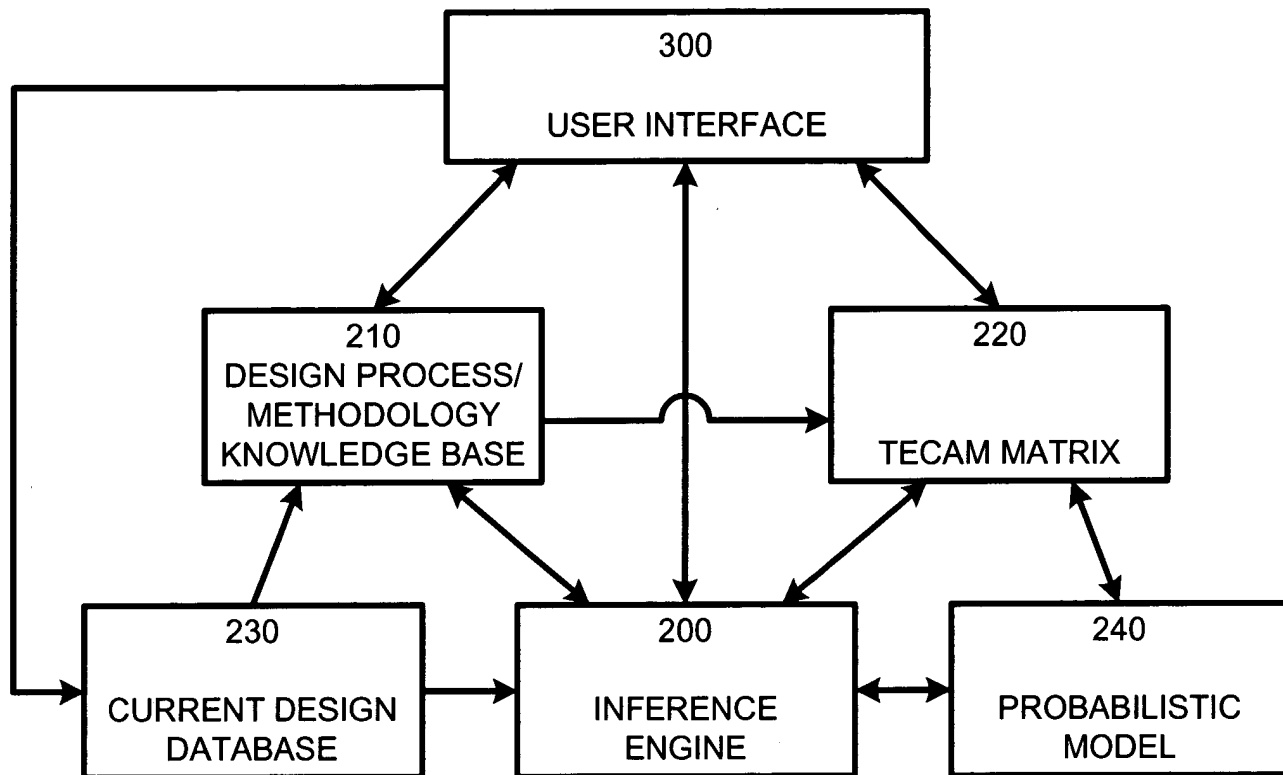 300
USER INTERFACE
210
DESIGN PROCESS/
METHODOLOGY
KNOWLEDGE BASE
220
TECAM MATRIX
230
CURRENT DESIGN
DATABASE
200
INFERENCE
ENGINE
240
PROBABILISTIC
MODEL